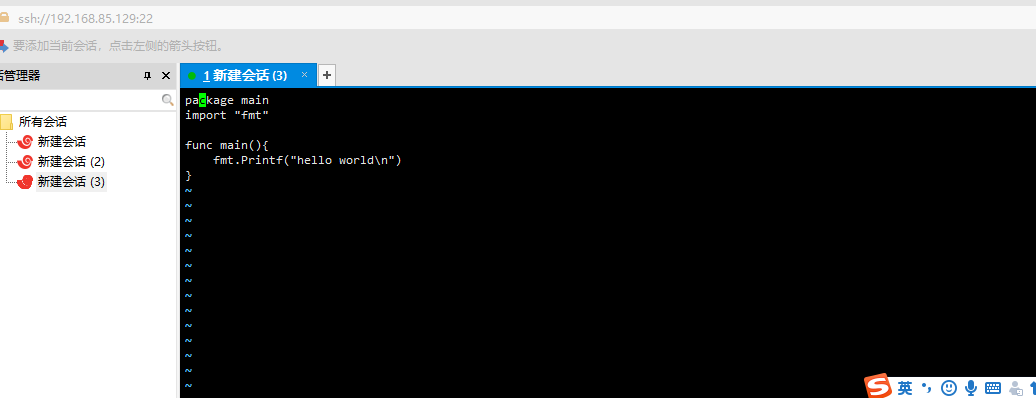 ssh://192.168.85.129:22
要添加当前会话，点击左侧的箭头按钮。
话管理器
1 新建会话 (3)
所有会话
新建会话
新建会话 (2)
新建会话 (3)
package main
import "fmt"
func main(){
    fmt.Printf("hello world\n")
}
~
~
~
~
~
~
~
~
~
~
~
~
~
~
S 英